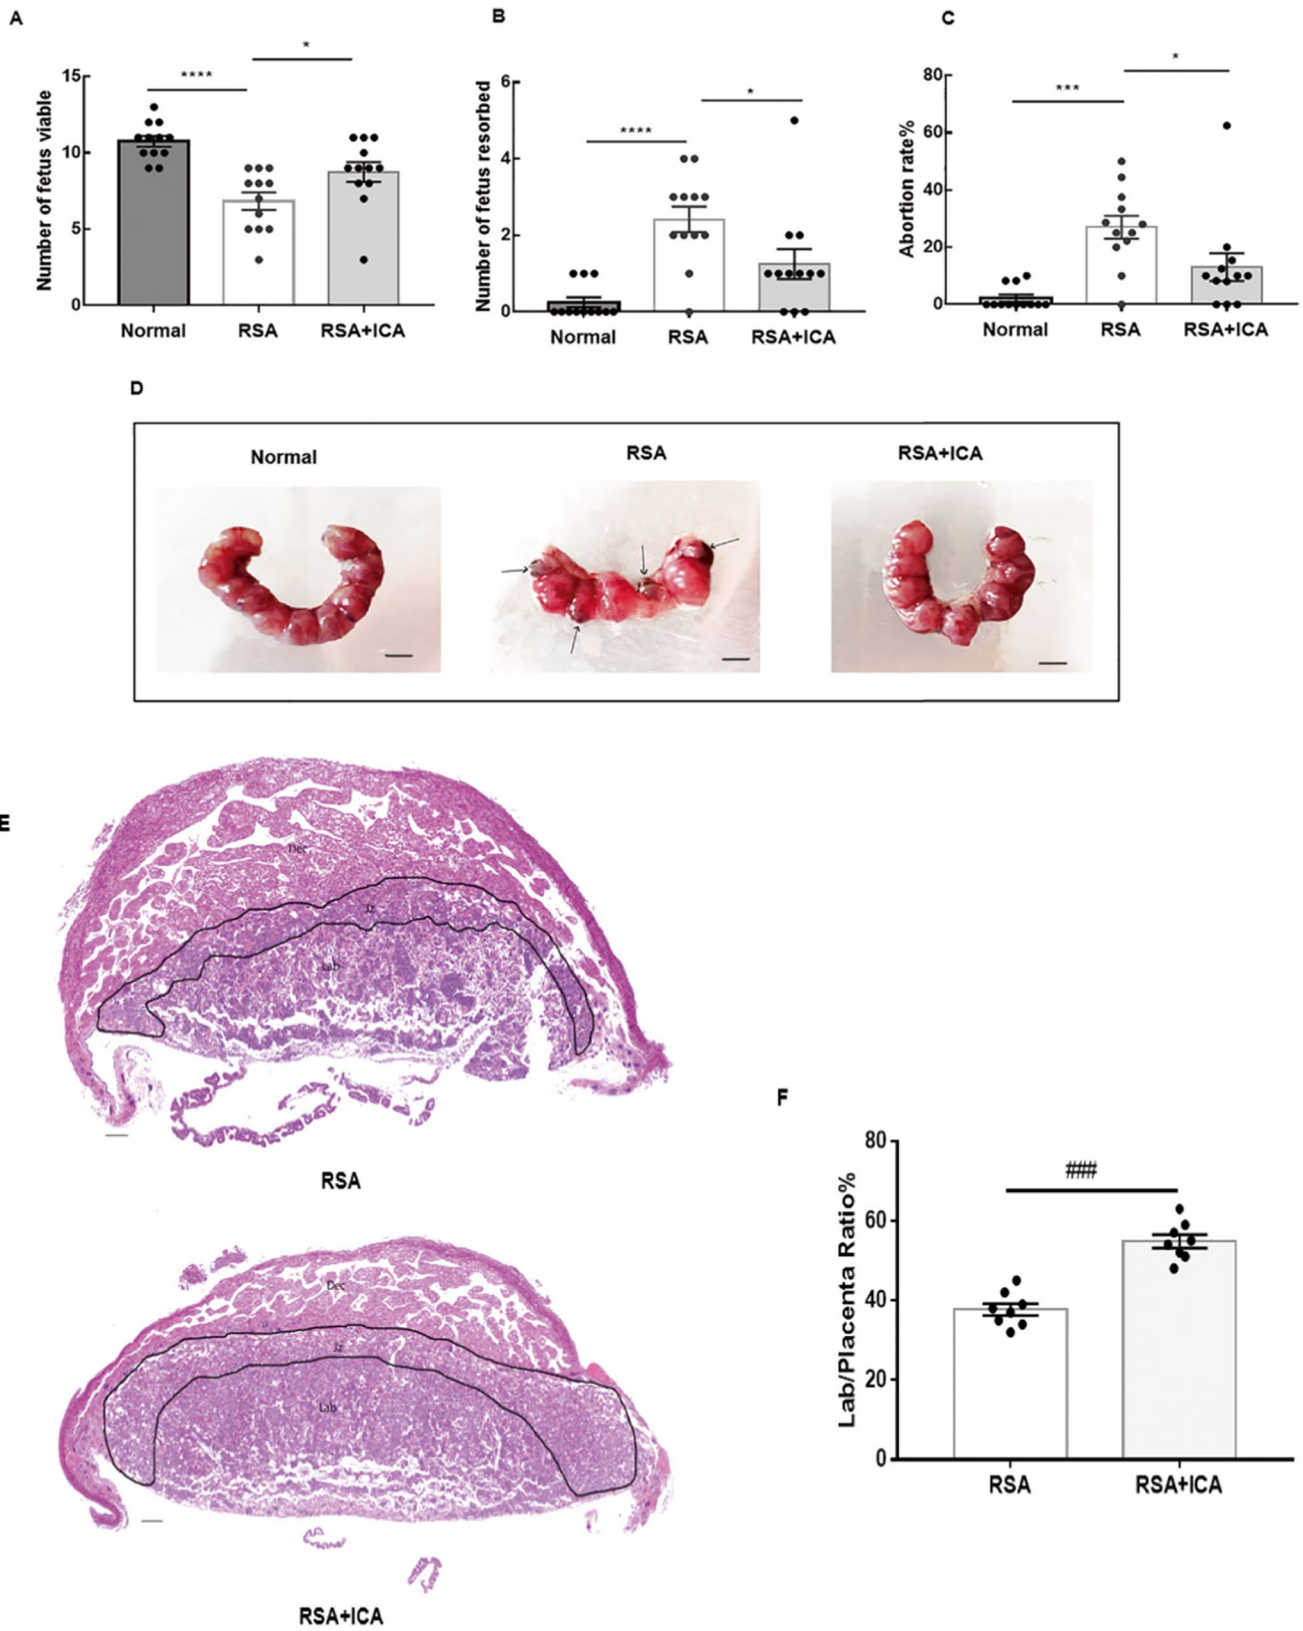 A
Number of fetus viable
15
10
5
0
****
*
Normal
RSA
RSA+ICA
B
Number of fetus resorbed
6
4
2
0
****
*
Normal
RSA
RSA+ICA
C
Abortion rate%
80
60
40
20
0
***
*
Normal
RSA
RSA+ICA
D
Normal
RSA
RSA+ICA
E
Dec
Jz
Lab
RSA
Dec
Jz
Lab
RSA+ICA
F
Lab/Placenta Ratio%
80
60
40
20
0
###
RSA
RSA+ICA